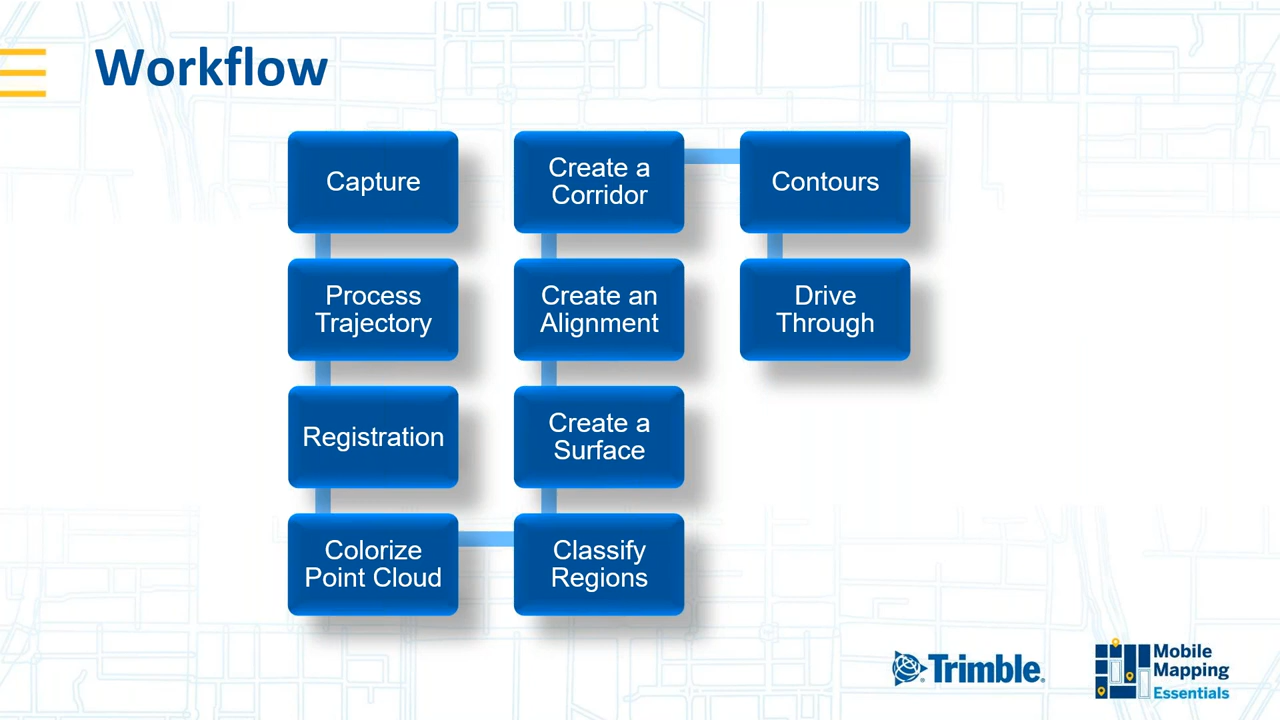 Workflow
Capture
Process
Trajectory
Registration
Colorize
Point Cloud
Classify
Regions
Create a
Surface
Create an
Alignment
Create a
Corridor
Contours
Drive
Through
Trimble®
Mobile
Mapping
Essentials